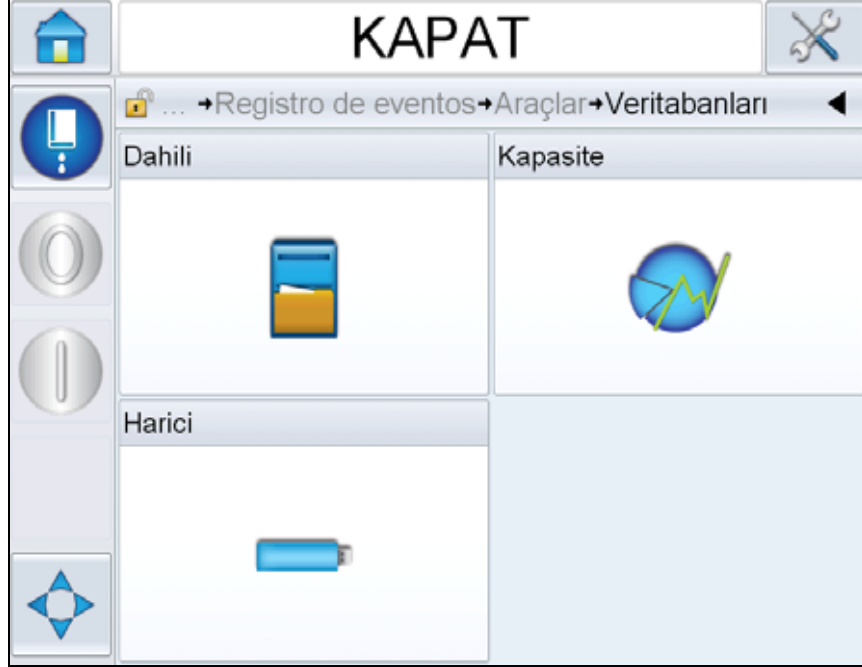 KAPAT
... →Registro de eventos→Araçlar→Veritabanları
Dahili
Kapasite
Harici